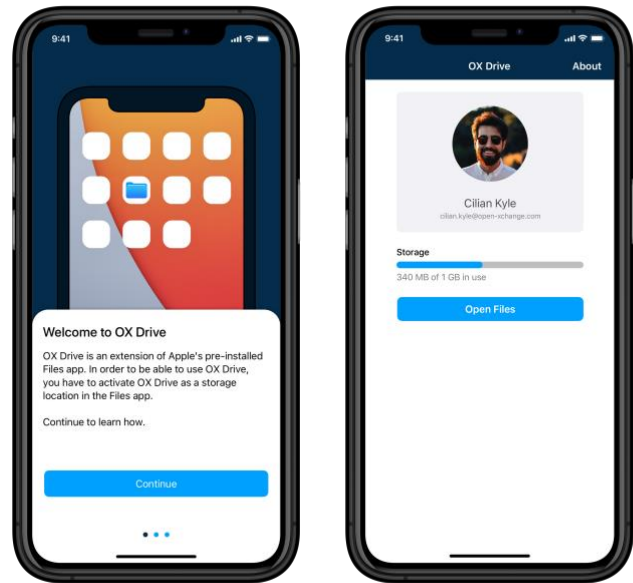 9:41
Welcome to OX Drive
OX Drive is an extension of Apple's pre-installed
Files app. In order to be able to use OX Drive,
you have to activate OX Drive as a storage
location in the Files app.
Continue to learn how.
Continue
9:41
OX Drive
About
Cilian Kyle
cilian.kyle@open-xchange.com
Storage
340 MB of 1 GB in use
Open Files